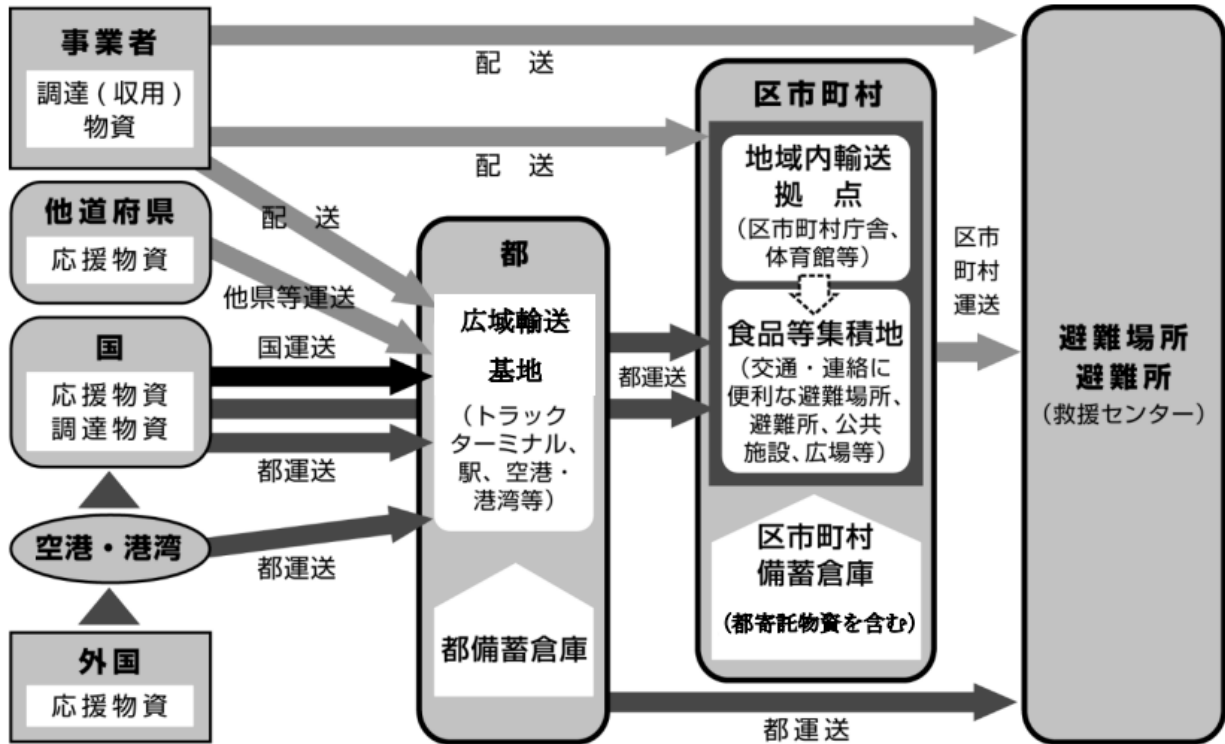 事業者
調達(収用)
物資
他道府県
応援物資
国
応援物資
調達物資
空港・港湾
外国
応援物資
配　送
配　送
配　送
他県等運送
国運送
都運送
都運送
都
広域輸送
基地
(トラック
ターミナル、
駅、空港・
港湾等)
都備蓄倉庫
都運送
区市町村
地域内輸送
拠　点
(区市町村庁舎、
体育館等)
食品等集積地
(交通・連絡に
便利な避難場所、
避難所、公共
施設、広場等)
区市町村
備蓄倉庫
(都寄託物資を含む)
都運送
区市
町村
運送
避難場所
避難所
(救援センター)